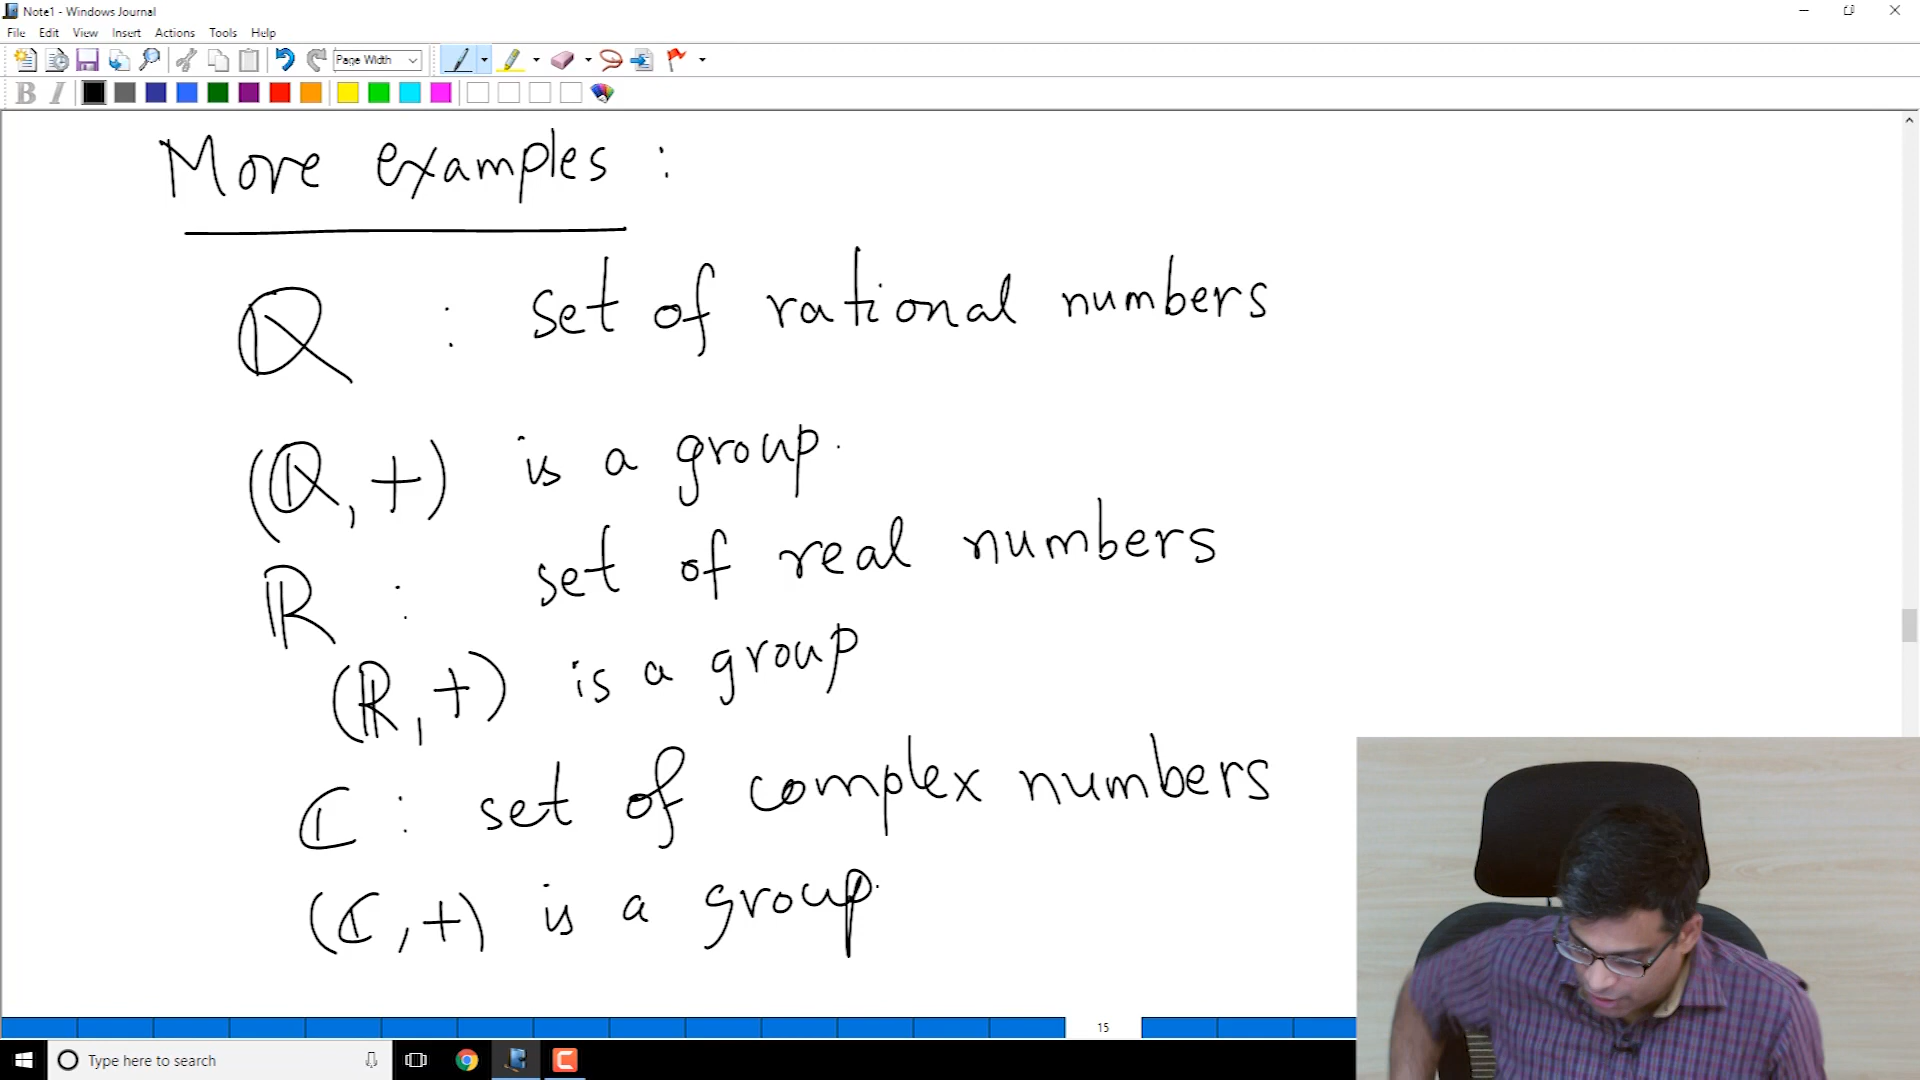 Note1 - Windows Journal
File Edit View Insert Actions Tools Help
Page Width
B I
More examples :
ℚ : set of rational numbers
(ℚ, +) is a group.
ℝ : set of real numbers
(ℝ, +) is a group
ℂ : set of complex numbers
(ℂ, +) is a group.
15
Type here to search